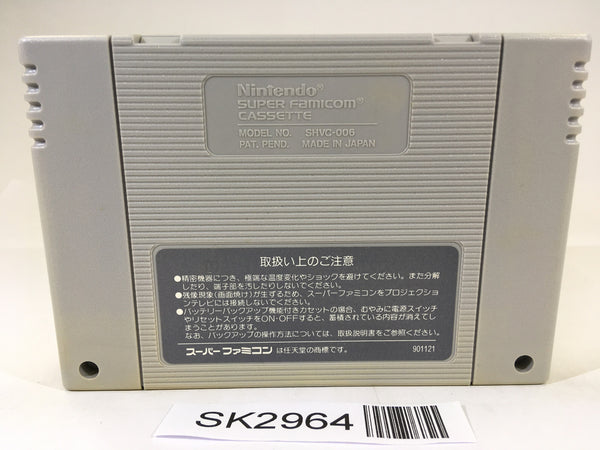 Nintendo®
SUPER FAMICOM®
CASSETTE
MODEL NO. SHVC-006
PAT. PEND. MADE IN JAPAN
取扱い上のご注意
●精密機器につき、極端な温度変化やショックを避けてください。また分解
したり、端子部を汚したりしないでください。
●残像現象(画面焼け)が生ずるため、スーパーファミコンをプロジェクショ
ンテレビには接続しないでください。
●バッテリーバックアップ機能付きカセットの場合、むやみに電源スイッチ
やリセットスイッチをON・OFFすると、蓄積されている内容が消えてし
まうことがあります。
なお、バックアップの操作方法については、取扱説明書をご参照ください。
スーパーファミコンは任天堂の商標です。 901121
SK2964